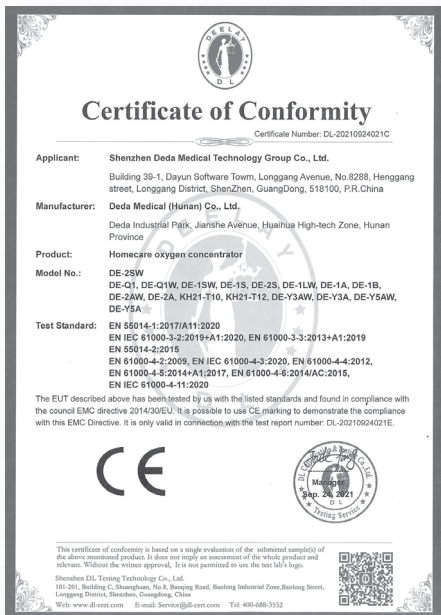 DEELAY
DL
Certificate of Conformity
Certificate Number: DL-20210924021C
Applicant: Shenzhen Deda Medical Technology Group Co., Ltd.
Building 39-1, Dayun Software Towm, Longgang Avenue, No.8288, Henggang
street, Longgang District, ShenZhen, GuangDong, 518100, P.R.China
Manufacturer: Deda Medical (Hunan) Co., Ltd.
Deda Industrial Park, Jianshe Avenue, Huaihua High-tech Zone, Hunan
Province
Product: Homecare oxygen concentrator
Model No.: DE-2SW
DE-Q1, DE-Q1W, DE-1SW, DE-1S, DE-2S, DE-1LW, DE-1A, DE-1B,
DE-2AW, DE-2A, KH21-T10, KH21-T12, DE-Y3AW, DE-Y3A, DE-Y5AW,
DE-Y5A
Test Standard: EN 55014-1:2017/A11:2020
EN IEC 61000-3-2:2019+A1:2020, EN 61000-3-3:2013+A1:2019
EN 55014-2:2015
EN 61000-4-2:2009, EN IEC 61000-4-3:2020, EN 61000-4-4:2012,
EN 61000-4-5:2014+A1:2017, EN 61000-4-6:2014/AC:2015,
EN IEC 61000-4-11:2020
The EUT described above has been tested by us with the listed standards and found in compliance with
the council EMC directive 2014/30/EU. It is possible to use CE marking to demonstrate the compliance
with this EMC Directive. It is only valid in connection with the test report number: DL-20210924021E.
CE
Manager
Sep. 24, 2021
DL
Testing Service
This certificate of conformity is based on a single evaluation of the submitted sample(s) of
the above mentioned product. It does not imply an assessment of the whole product and
relevant. Without the written approval, It is not permitted to use the test lab's logo.
Shenzhen DL Testing Technology Co., Ltd.
101-201, Building C, Shuanghuan, No.8, Baoqing Road, Baolong Industrial Zone,Baolong Street,
Longgang District, Shenzhen, Guangdong, China
Web: www.dl-cert.com E-mail: Service@dl-cert.com Tel: 400-688-3552